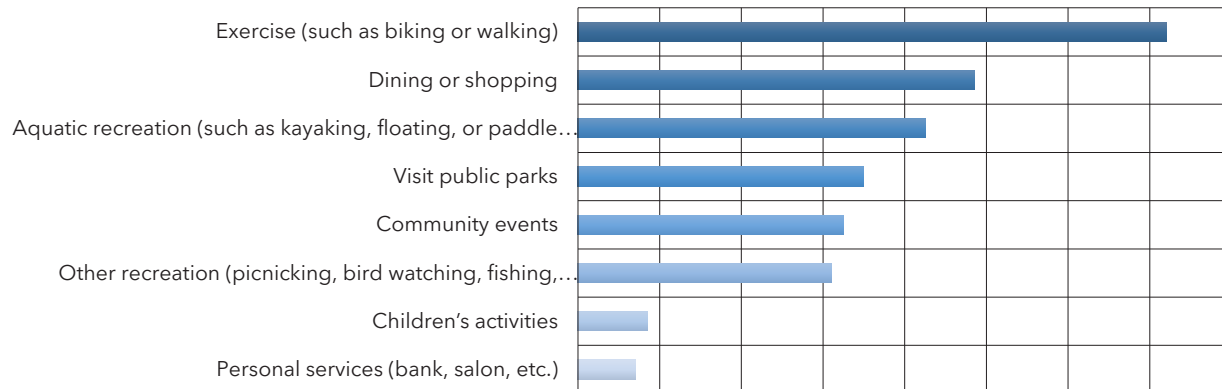 Exercise (such as biking or walking)
Dining or shopping
Aquatic recreation (such as kayaking, floating, or paddle…
Visit public parks
Community events
Other recreation (picnicking, bird watching, fishing,…
Children’s activities
Personal services (bank, salon, etc.)